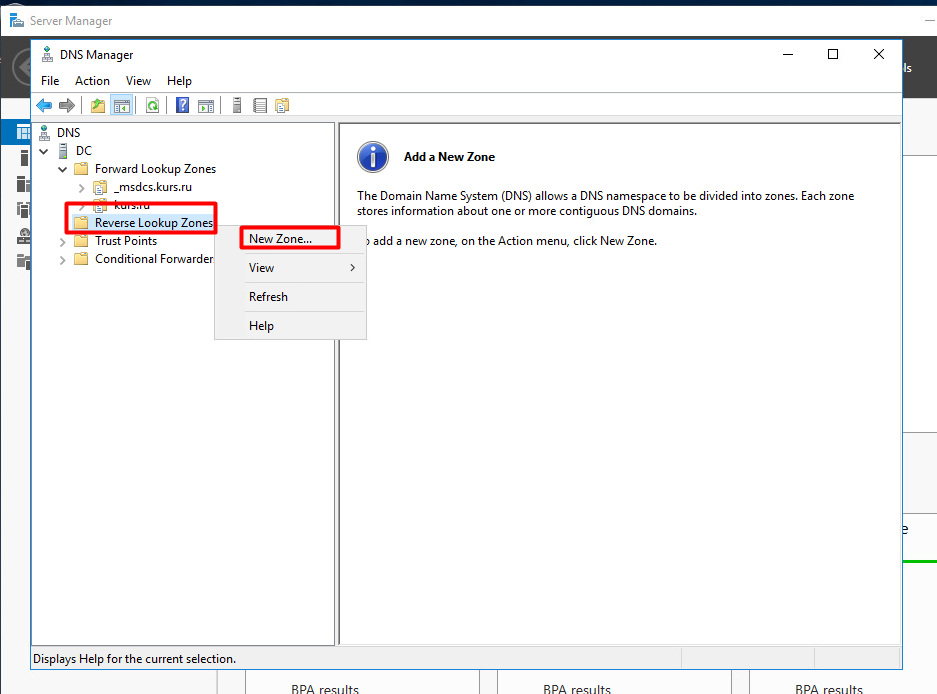 Server Manager
DNS Manager
File Action View Help
DNS
DC
Forward Lookup Zones
_msdcs.kurs.ru
kurs.ru
Reverse Lookup Zones
Trust Points
Conditional Forwarder
New Zone...
View
Refresh
Help
Add a New Zone
The Domain Name System (DNS) allows a DNS namespace to be divided into zones. Each zone
stores information about one or more contiguous DNS domains.
add a new zone, on the Action menu, click New Zone.
Displays Help for the current selection.
BPA results BPA results BPA results